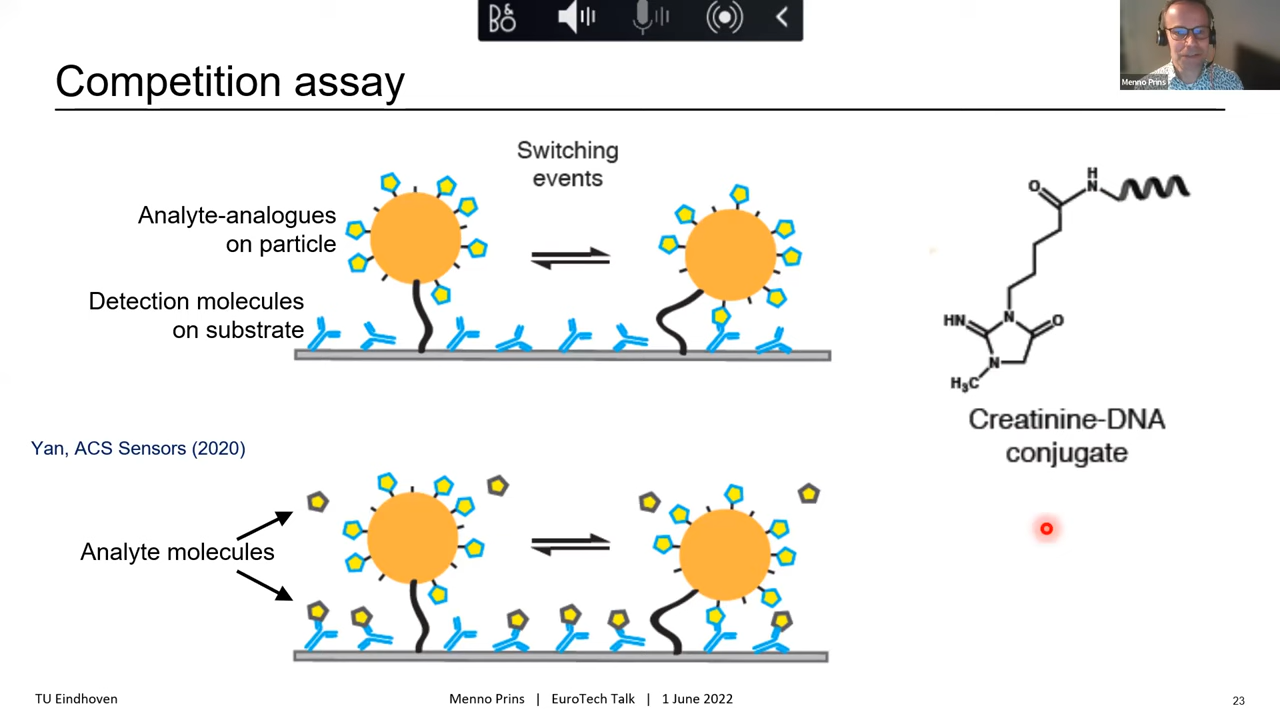 B&O
Menno Prins
Competition assay
Switching
events
Analyte-analogues
on particle
Detection molecules
on substrate
O
H
N
HN
N
O
N
H₃C
Creatinine-DNA
conjugate
Yan, ACS Sensors (2020)
Analyte molecules
TU Eindhoven
Menno Prins | EuroTech Talk | 1 June 2022
23